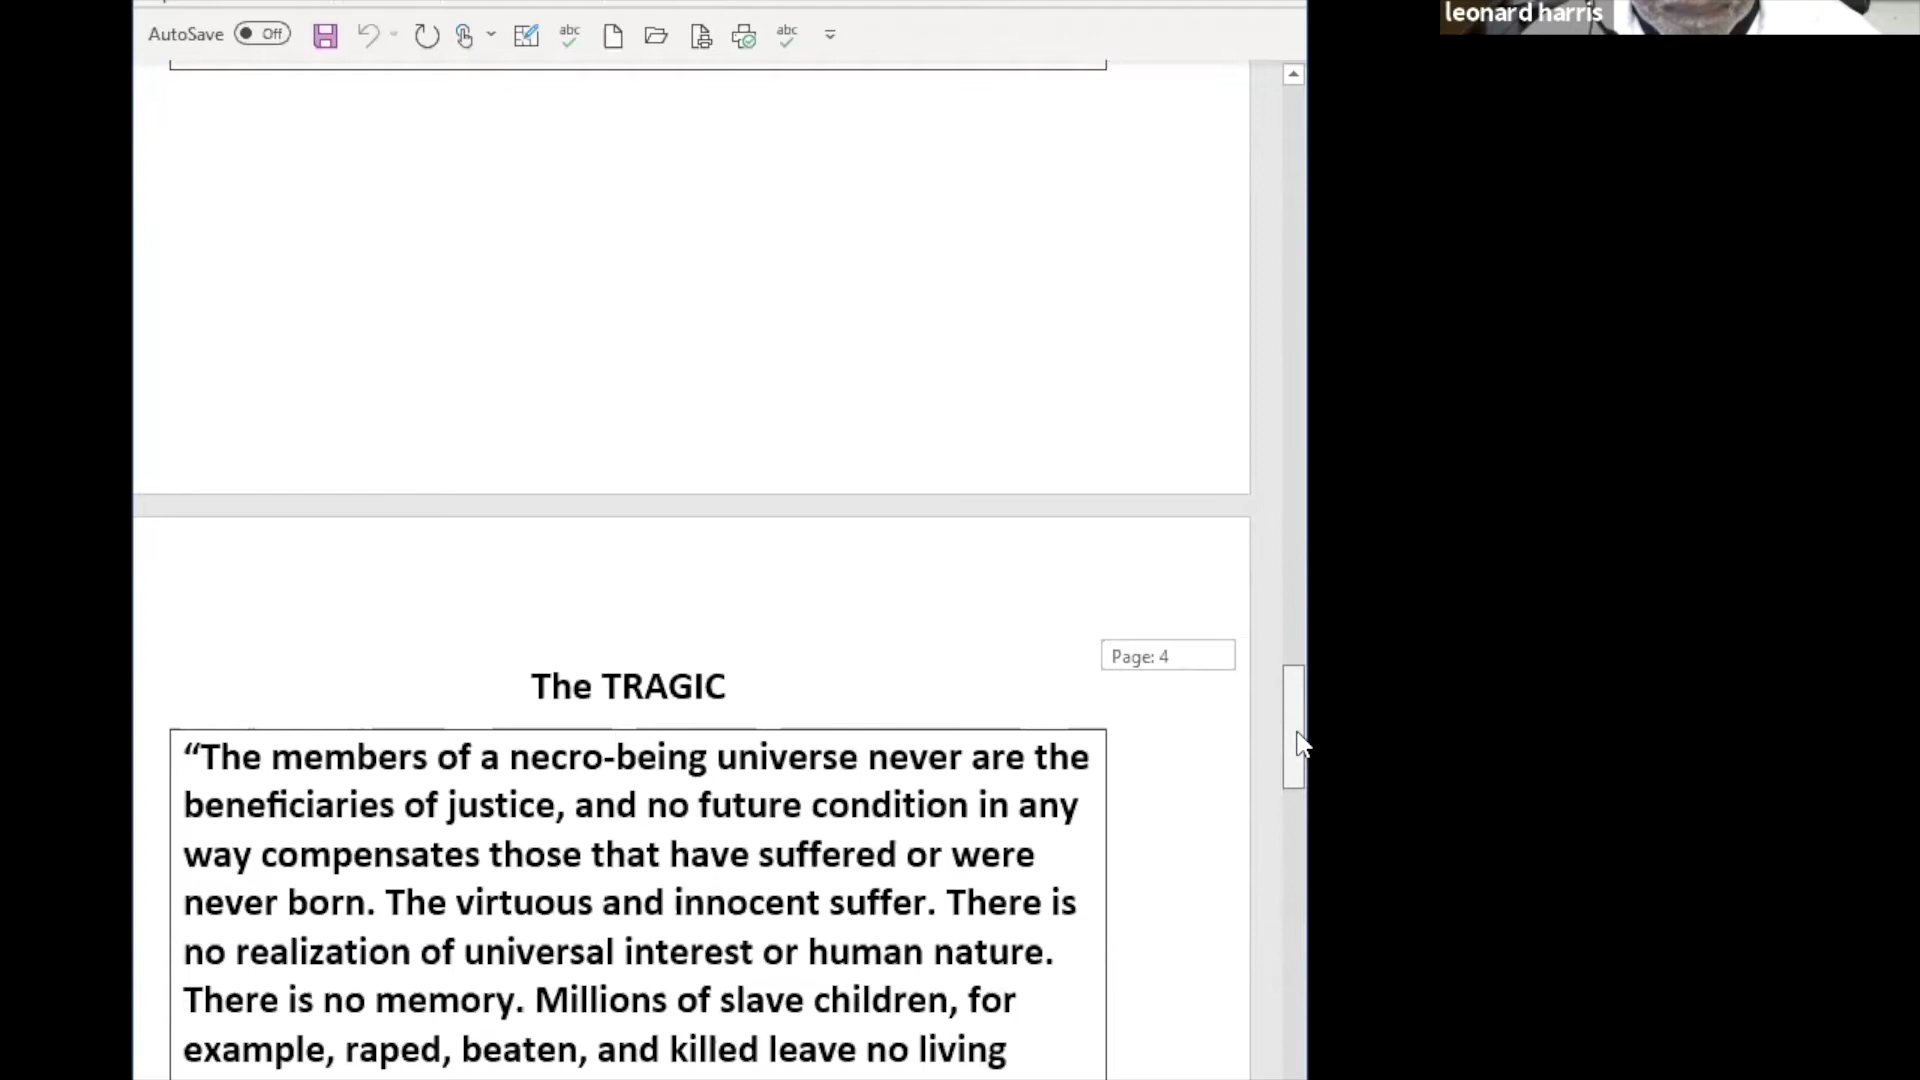 leonard harris
AutoSave Off
abc
abc
Page: 4
The TRAGIC
“The members of a necro-being universe never are the
beneficiaries of justice, and no future condition in any
way compensates those that have suffered or were
never born. The virtuous and innocent suffer. There is
no realization of universal interest or human nature.
There is no memory. Millions of slave children, for
example, raped, beaten, and killed leave no living